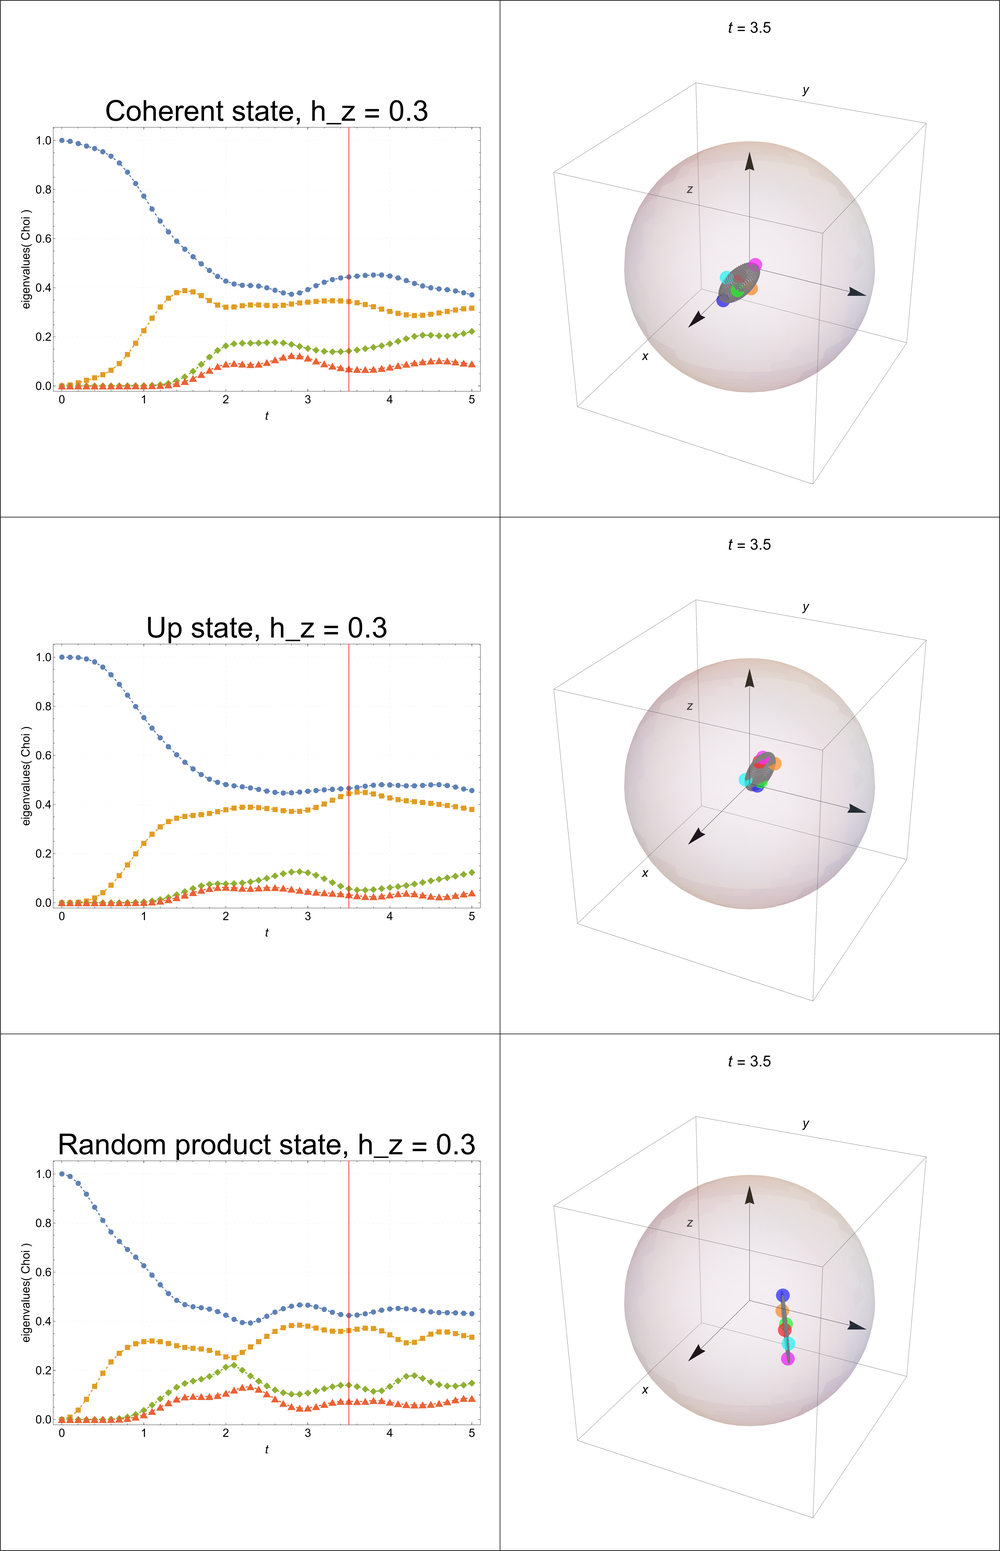 Coherent state, h_z = 0.3
eigenvalues( Choi )
1.0
0.8
0.6
0.4
0.2
0.0
0 1 2 3 4 5
t
t = 3.5
y
z
x
Up state, h_z = 0.3
eigenvalues( Choi )
1.0
0.8
0.6
0.4
0.2
0.0
0 1 2 3 4 5
t
t = 3.5
y
z
x
Random product state, h_z = 0.3
eigenvalues( Choi )
1.0
0.8
0.6
0.4
0.2
0.0
0 1 2 3 4 5
t
t = 3.5
y
z
x